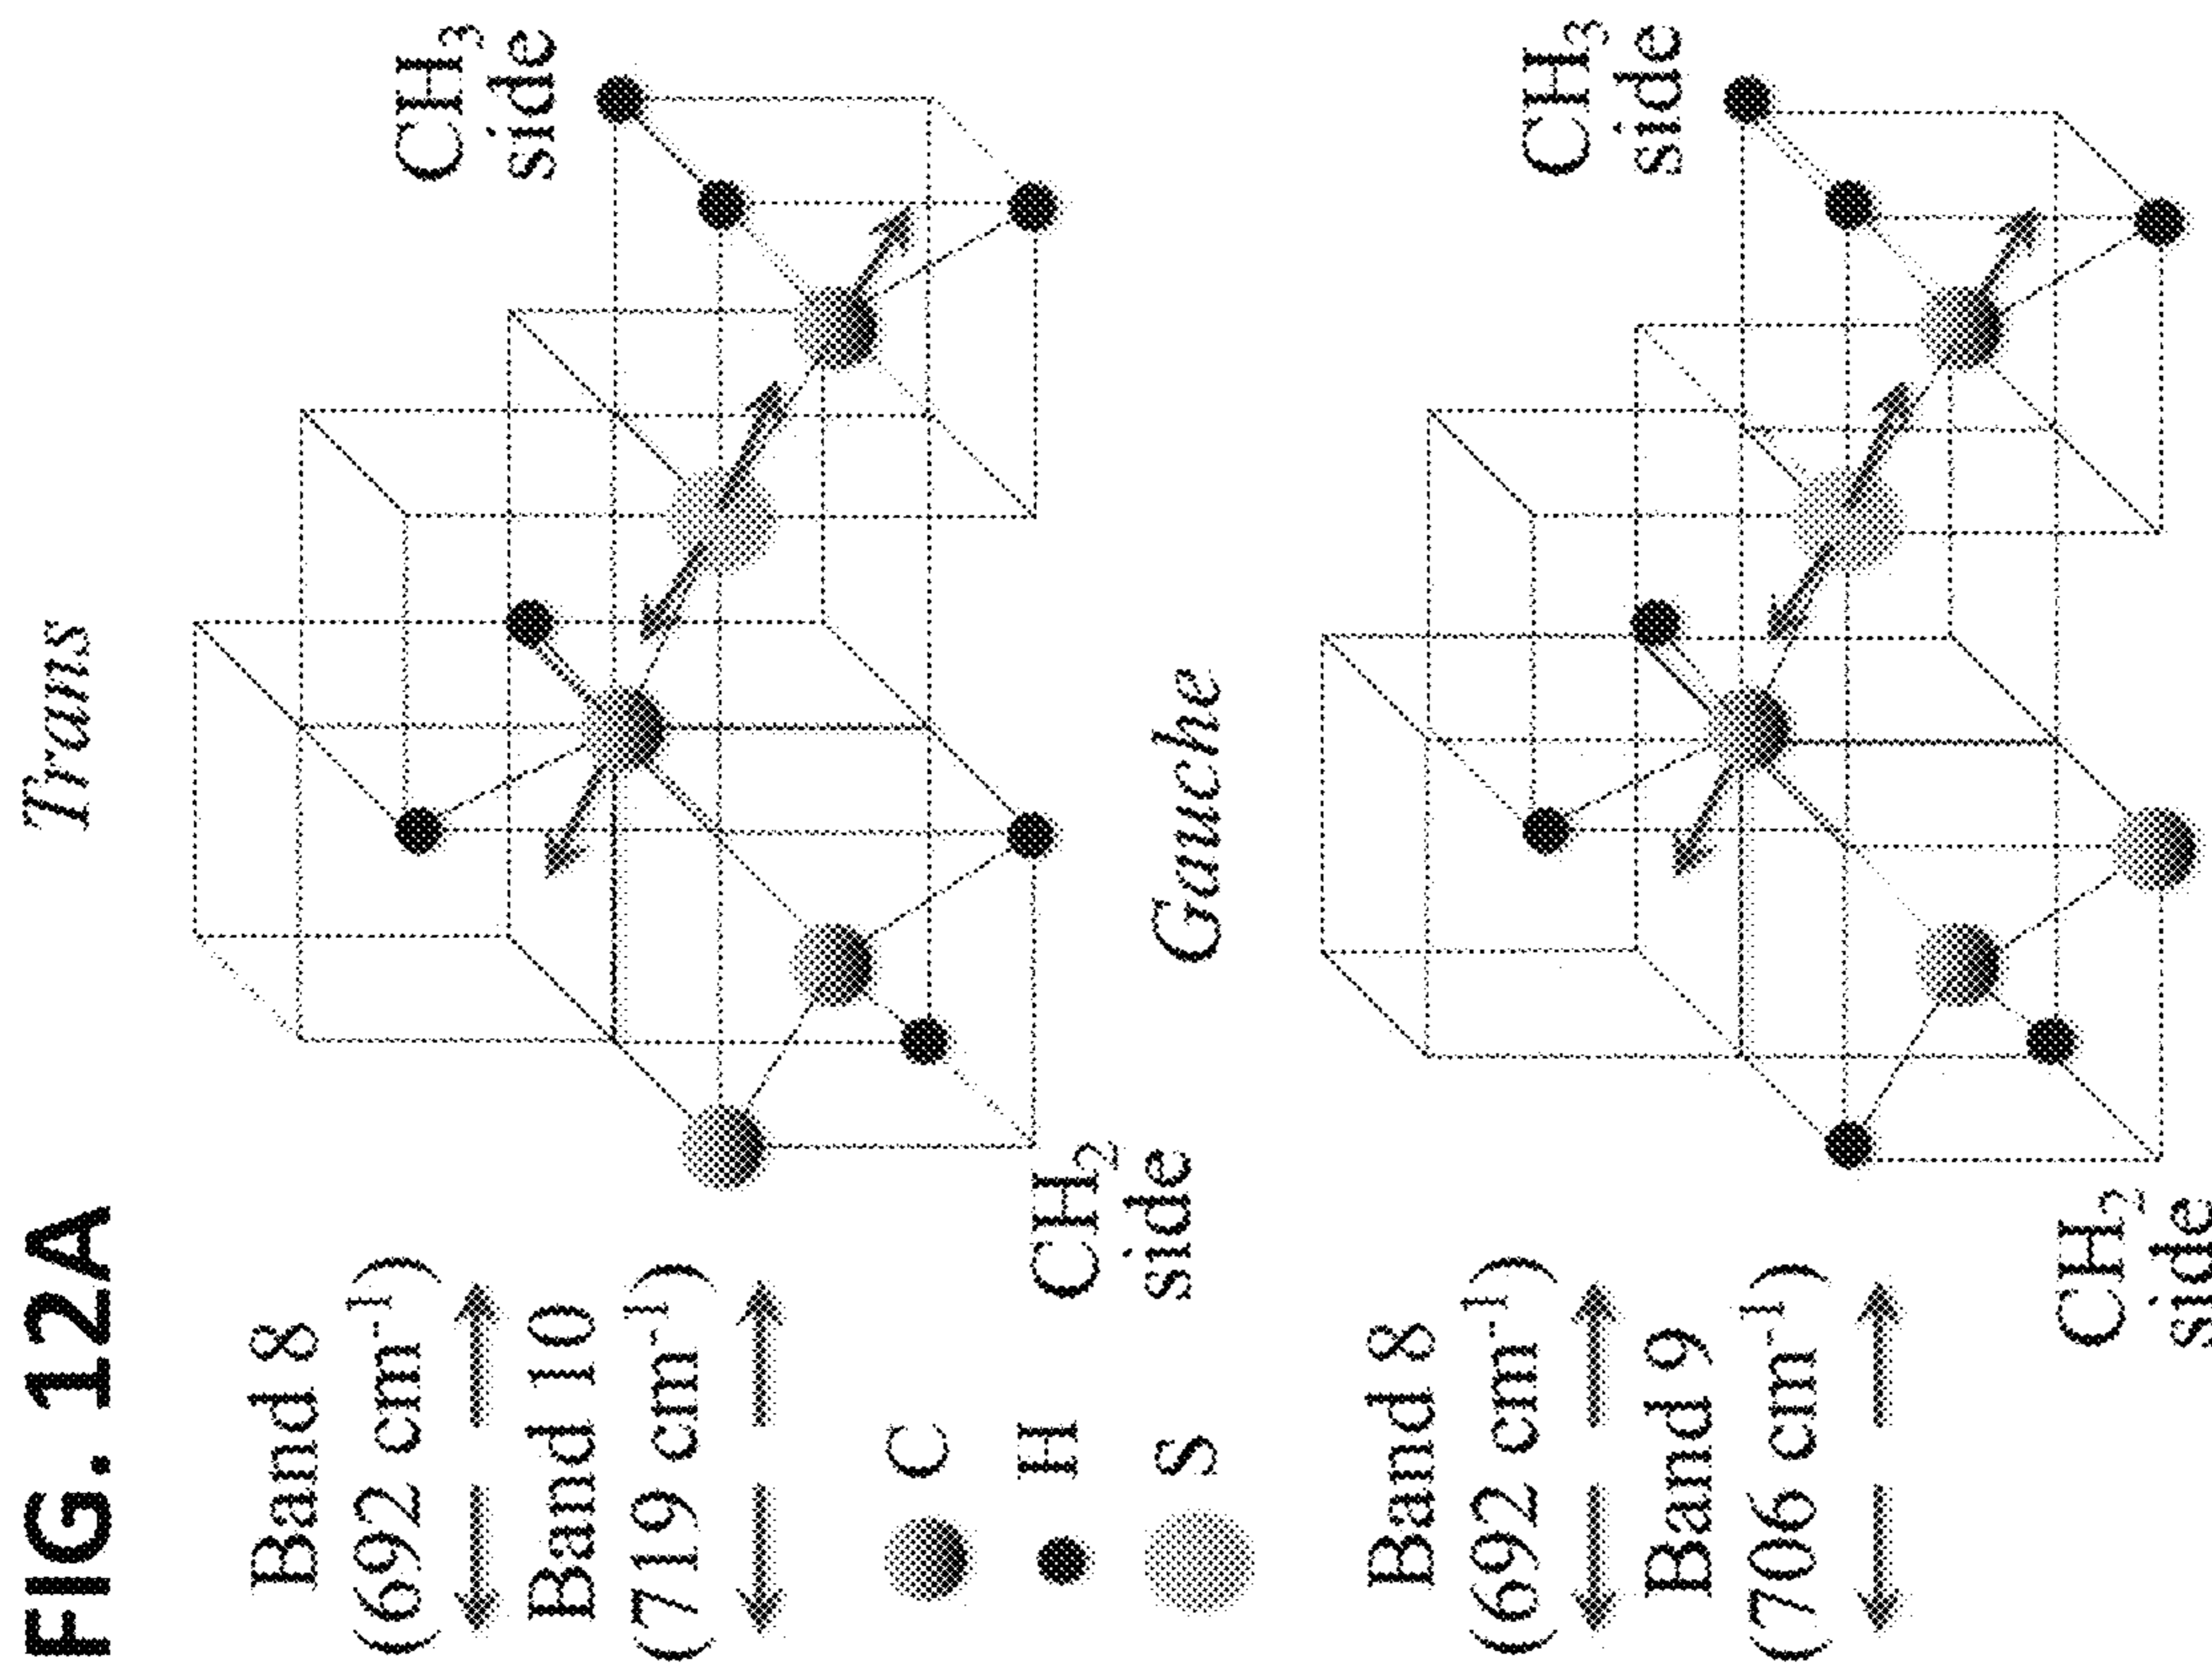 FIG. 12A
Trans
Band 8
(692 cm⁻¹)
Band 10
(719 cm⁻¹)
C
H
S
CH₃
side
CH₂
side
Gauche
Band 8
(692 cm⁻¹)
Band 9
(706 cm⁻¹)
CH₃
side
CH₂
side